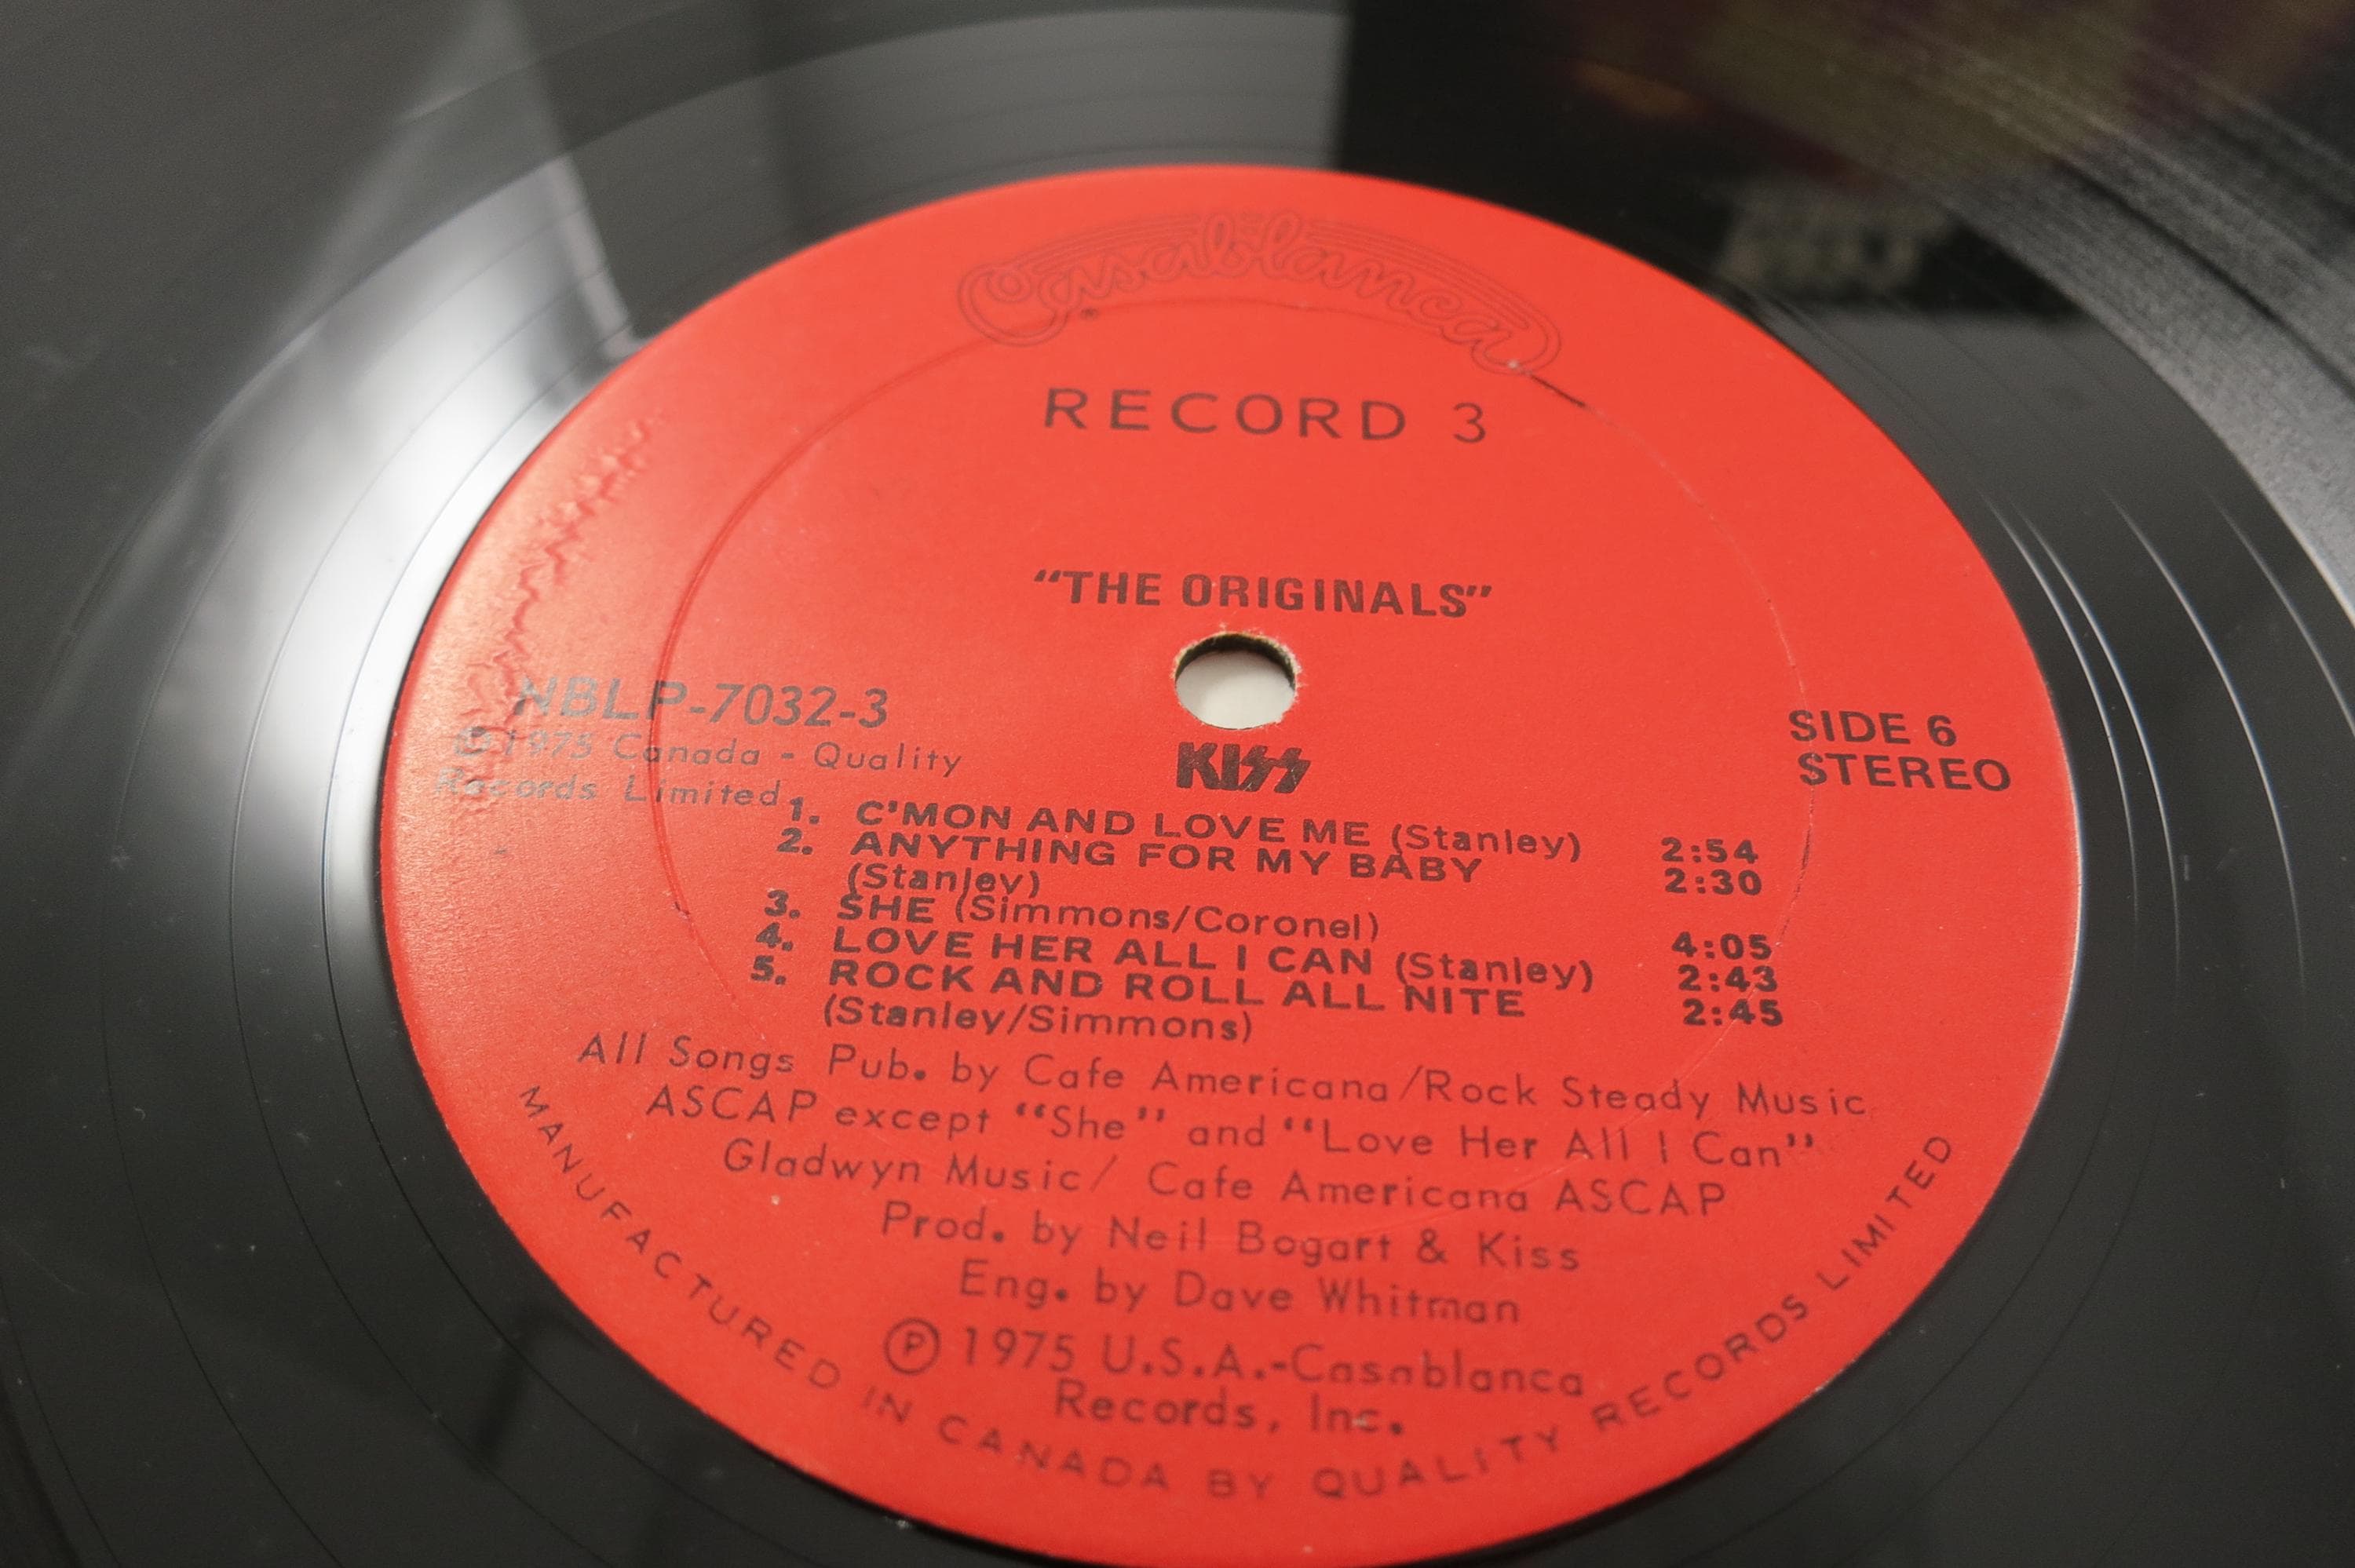 Casablanca
RECORD 3
“THE ORIGINALS”
NBLP-7032-3
℗ 1975 Canada - Quality
Records Limited
SIDE 6
STEREO
KISS
1. C'MON AND LOVE ME (Stanley) 2:54
2. ANYTHING FOR MY BABY 2:30
(Stanley)
3. SHE (Simmons/Coronel) 4:05
4. LOVE HER ALL I CAN (Stanley) 2:43
5. ROCK AND ROLL ALL NITE 2:45
(Stanley/Simmons)
All Songs Pub. by Cafe Americana/Rock Steady Music
ASCAP except “She” and “Love Her All I Can”
Gladwyn Music/ Cafe Americana ASCAP
Prod. by Neil Bogart & Kiss
Eng. by Dave Whitman
℗ 1975 U.S.A.-Casablanca
Records, Inc.
MANUFACTURED IN CANADA BY QUALITY RECORDS LIMITED